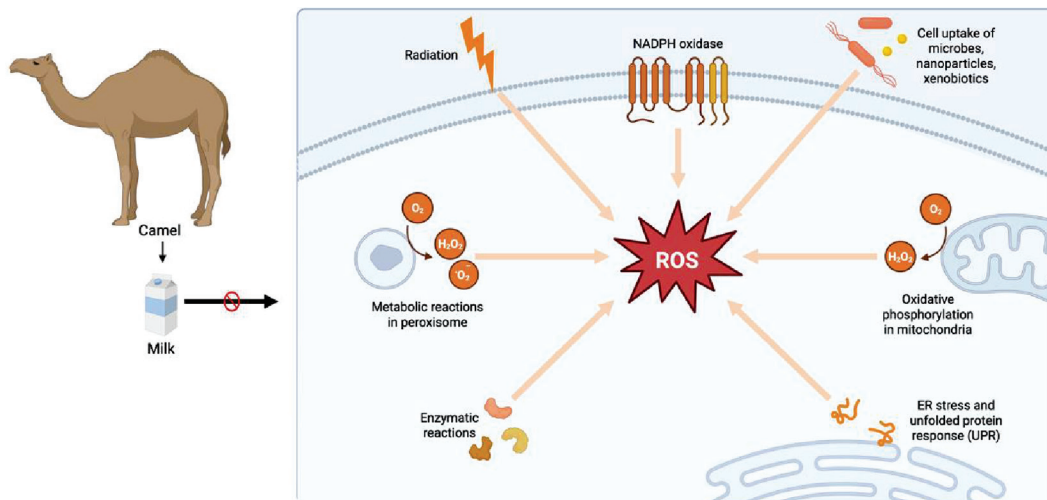 Camel
Milk
Radiation
NADPH oxidase
Cell uptake of
microbes,
nanoparticles,
xenobiotics
O₂
H₂O₂
⁻O₂
Metabolic reactions
in peroxisome
ROS
O₂
H₂O₂
Oxidative
phosphorylation
in mitochondria
Enzymatic
reactions
ER stress and
unfolded protein
response (UPR)